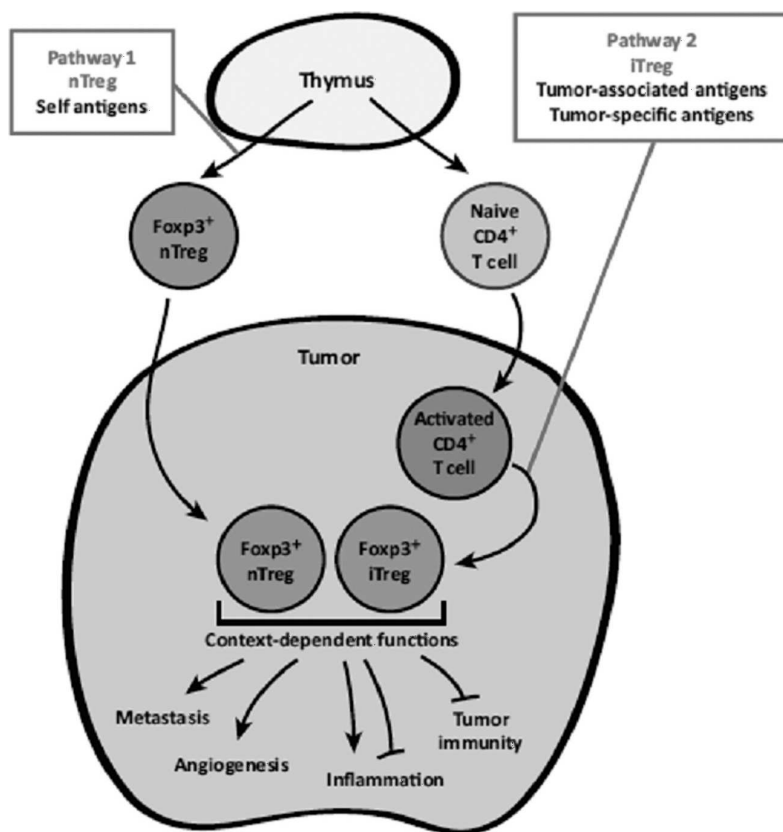 Pathway 1
nTreg
Self antigens
Thymus
Pathway 2
iTreg
Tumor-associated antigens
Tumor-specific antigens
Foxp3⁺
nTreg
Naive
CD4⁺
T cell
Tumor
Activated
CD4⁺
T cell
Foxp3⁺
nTreg
Foxp3⁺
iTreg
Context-dependent functions
Metastasis
Angiogenesis
Inflammation
Tumor
immunity